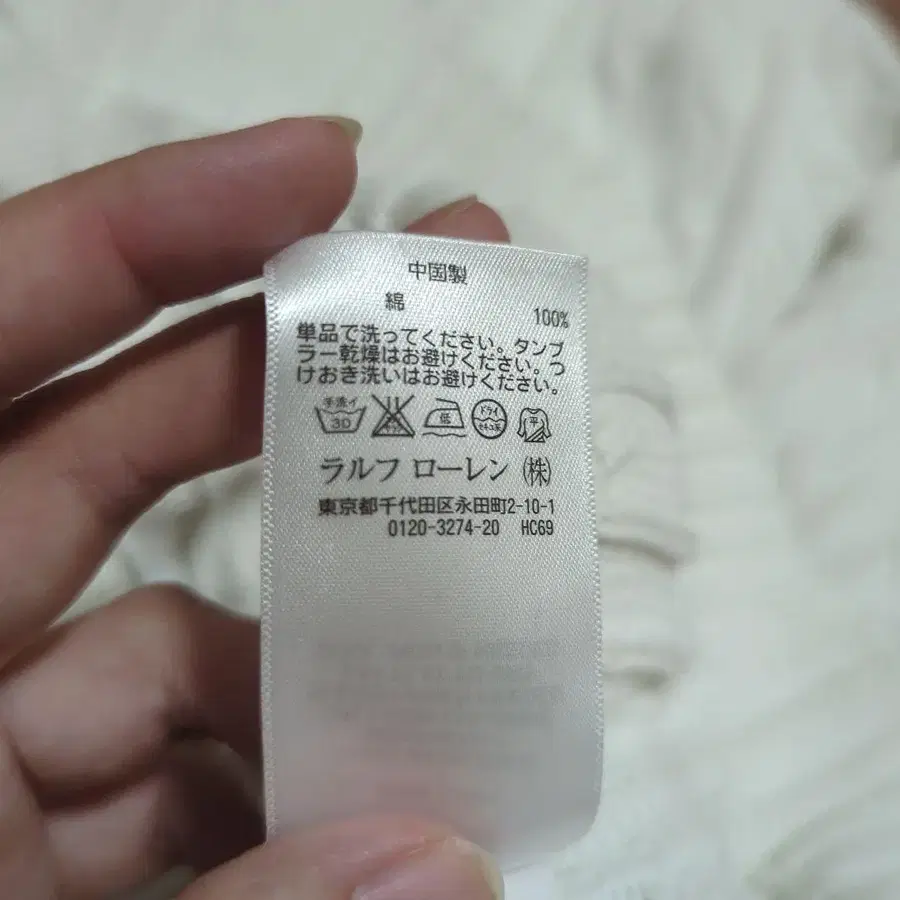 中国製
綿 100%
単品で洗ってください。タンブ
ラー乾燥はお避けください。つ
けおき洗いはお避けください。
手洗イ 30 低 ドライ セキユ系 平
ラルフ ローレン ㈱
東京都千代田区永田町2-10-1
0120-3274-20 HC69